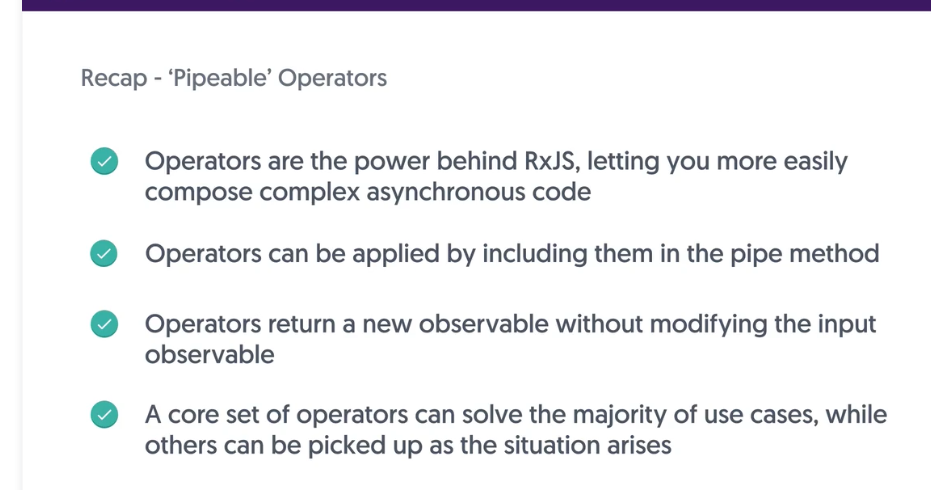 Recap - ‘Pipeable’ Operators
Operators are the power behind RxJS, letting you more easily
compose complex asynchronous code
Operators can be applied by including them in the pipe method
Operators return a new observable without modifying the input
observable
A core set of operators can solve the majority of use cases, while
others can be picked up as the situation arises